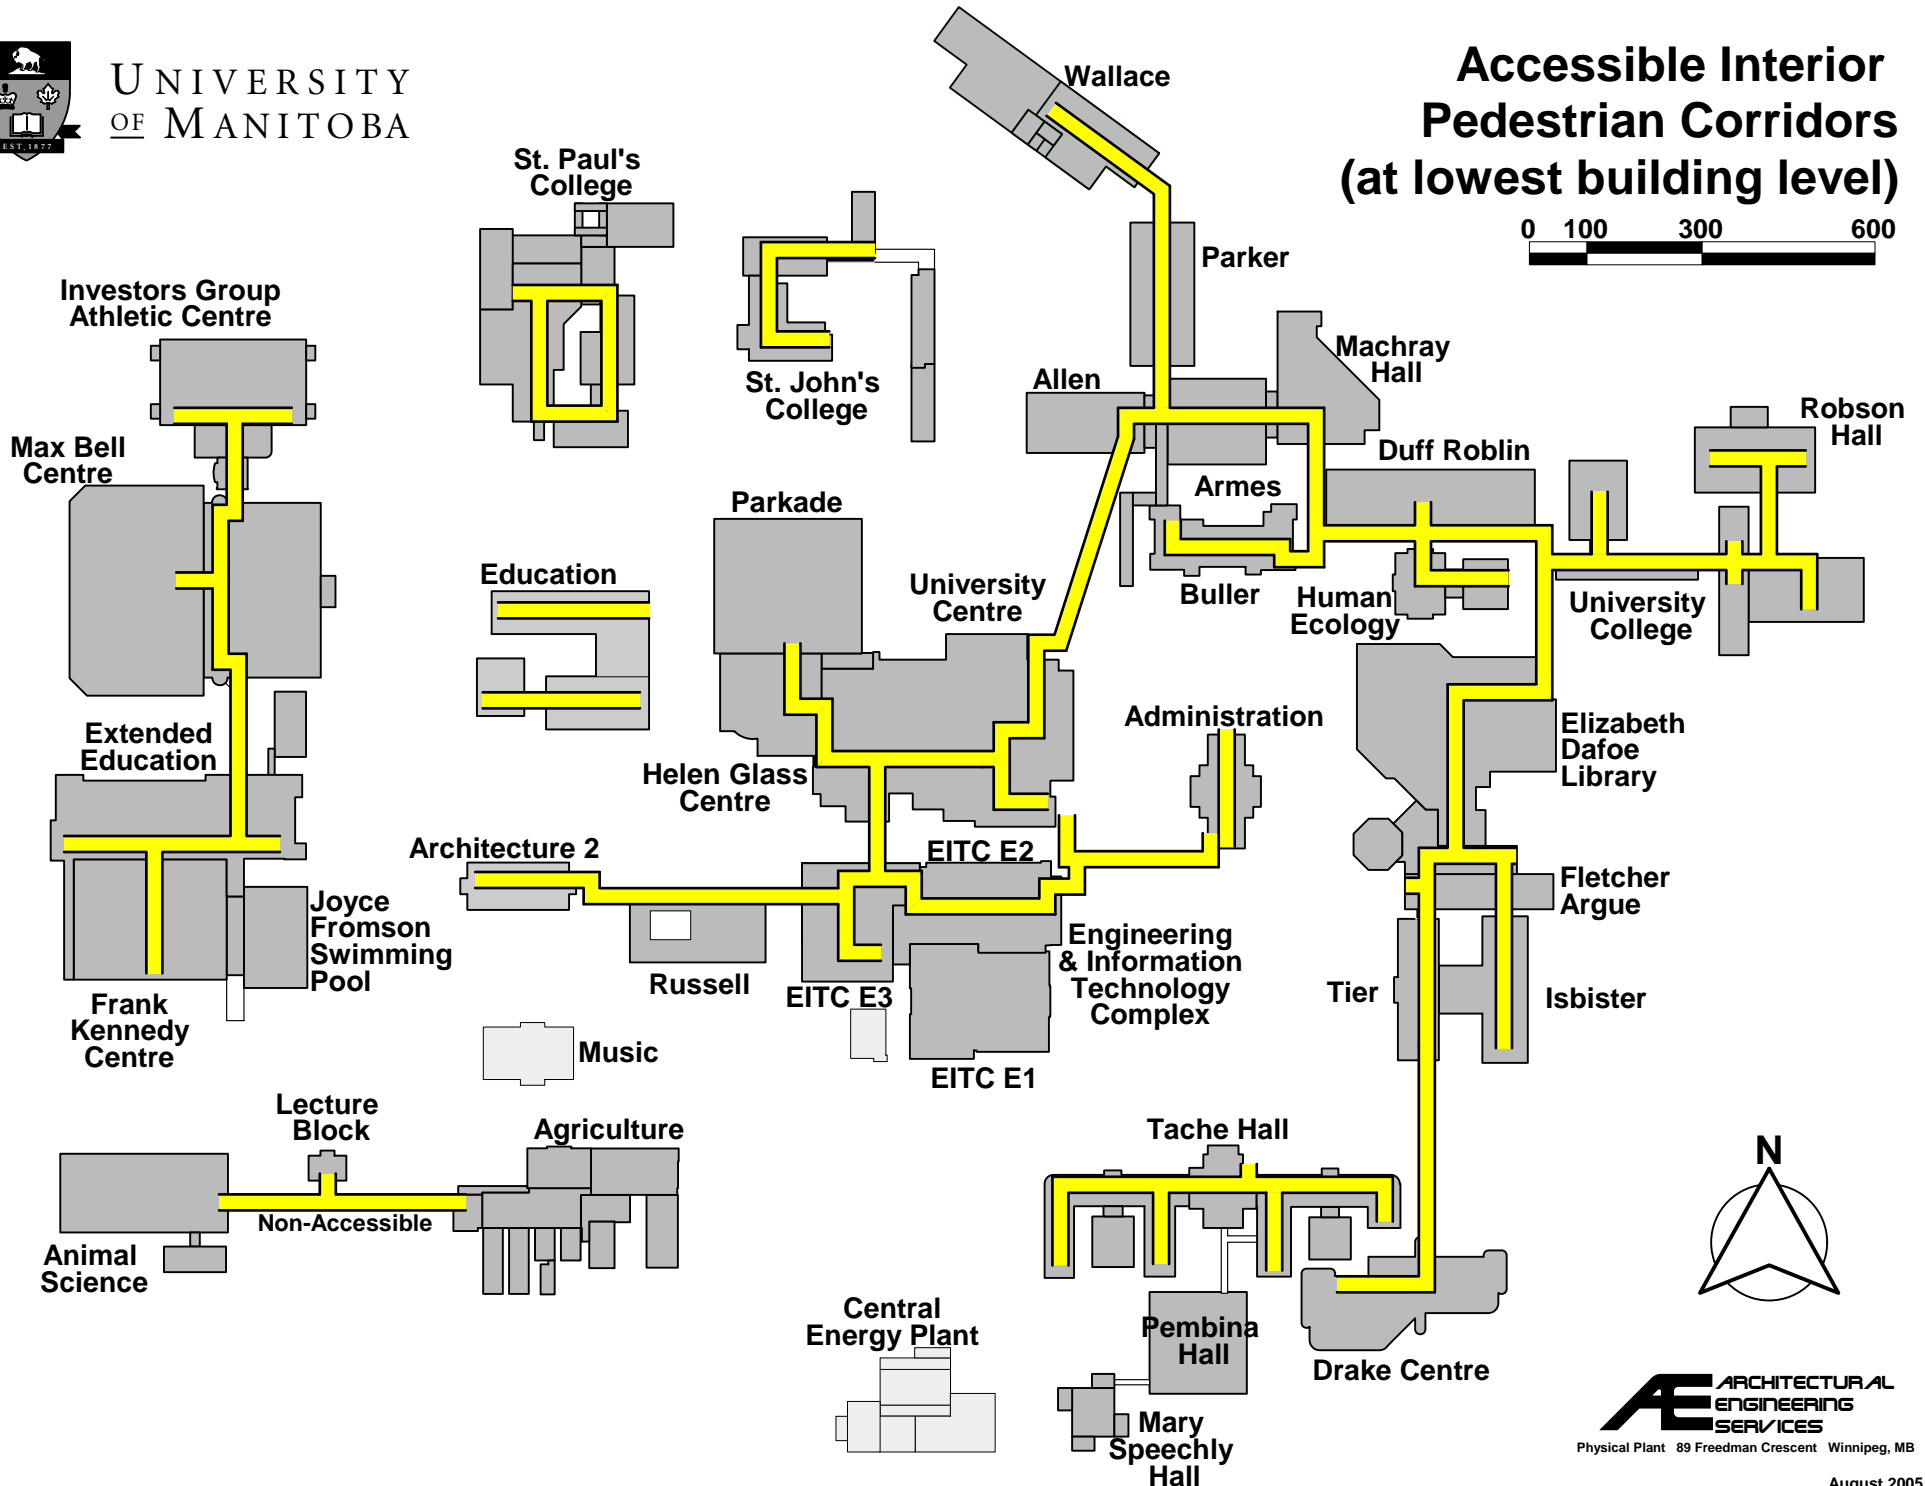 UNIVERSITY
OF MANITOBA
EST. 1877
Accessible Interior
Pedestrian Corridors
(at lowest building level)
0 100 300 600
Wallace
St. Paul's
College
Parker
Investors Group
Athletic Centre
Machray
Hall
Allen
St. John's
College
Robson
Hall
Max Bell
Centre
Duff Roblin
Armes
Parkade
Education
University
Centre
Buller
Human
Ecology
University
College
Administration
Extended
Education
Elizabeth
Dafoe
Library
Helen Glass
Centre
Architecture 2
EITC E2
Fletcher
Argue
Joyce
Fromson
Swimming
Pool
Engineering
& Information
Technology
Complex
Russell
EITC E3
Tier
Isbister
Frank
Kennedy
Centre
Music
EITC E1
Lecture
Block
Agriculture
Tache Hall
N
Non-Accessible
Animal
Science
Central
Energy Plant
Pembina
Hall
Drake Centre
Mary
Speechly
Hall
AE ARCHITECTURAL
ENGINEERING
SERVICES
Physical Plant 89 Freedman Crescent Winnipeg, MB
August 2005